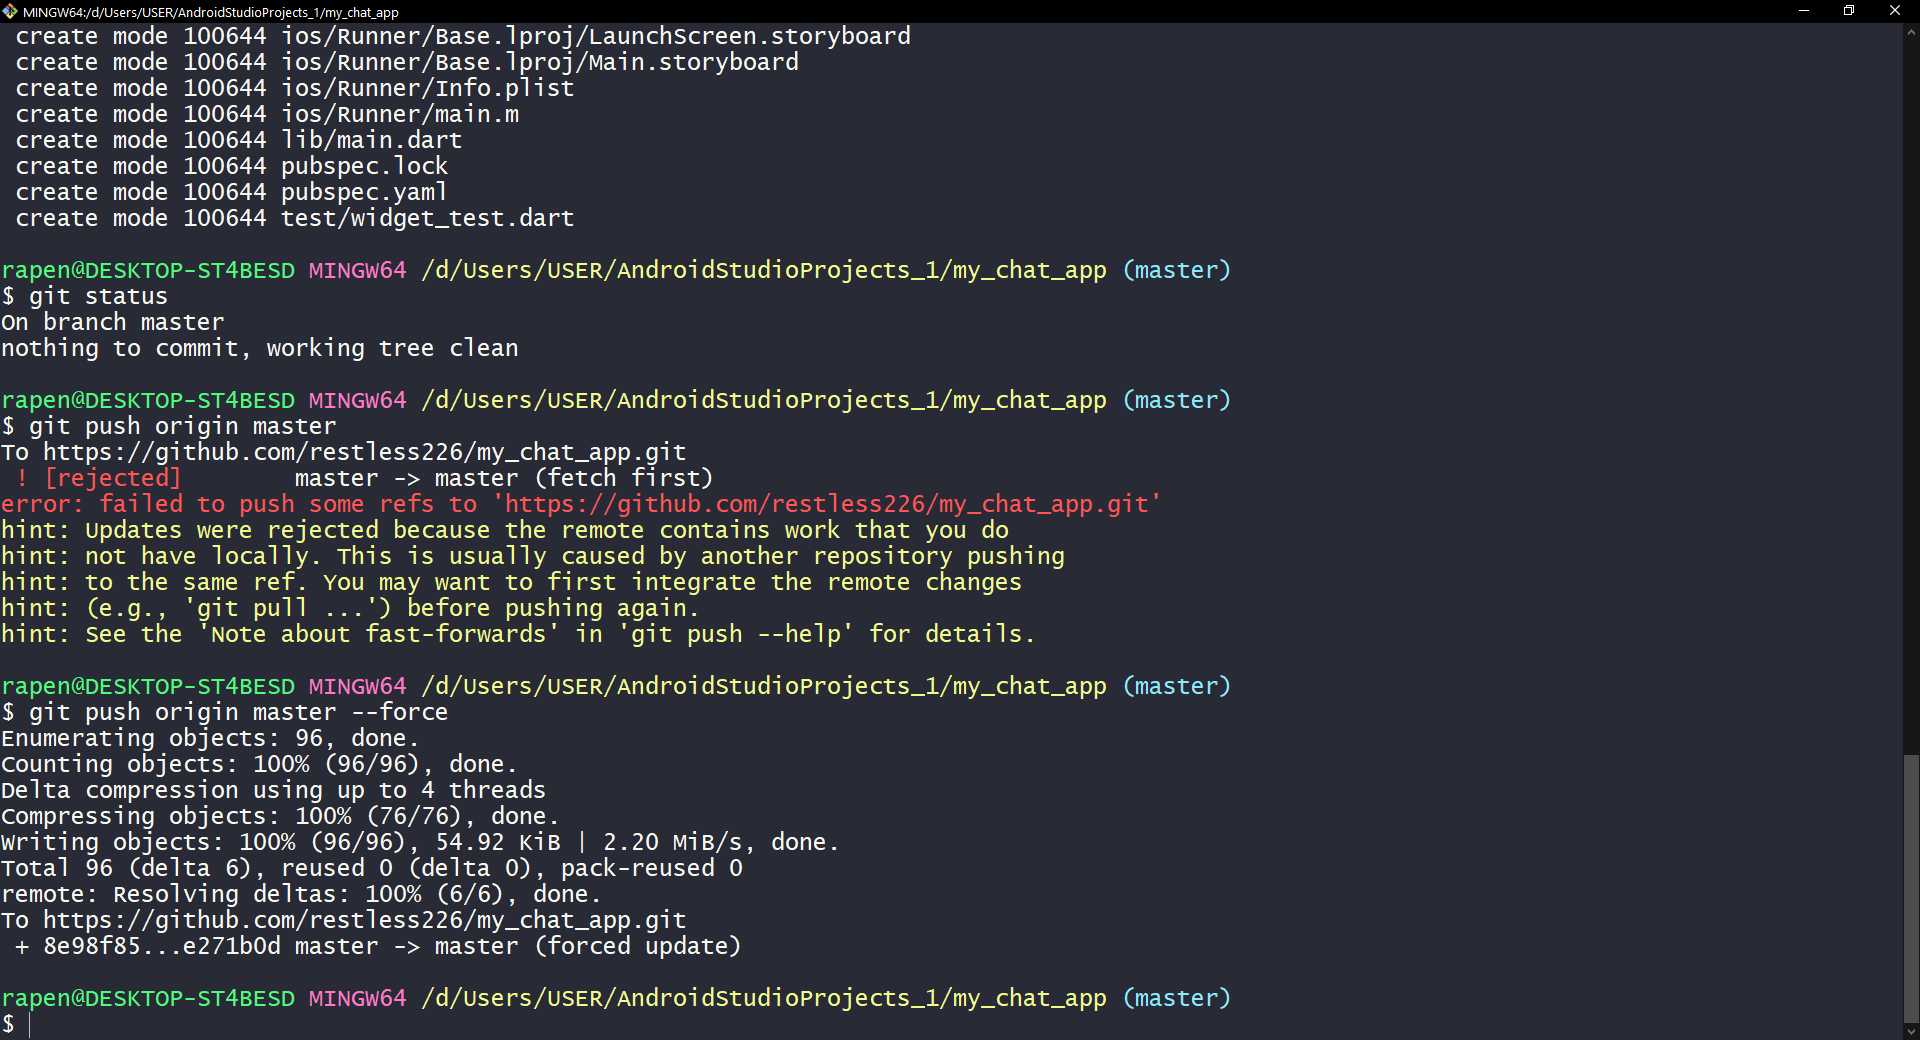 MINGW64:/d/Users/USER/AndroidStudioProjects_1/my_chat_app
create mode 100644 ios/Runner/Base.lproj/LaunchScreen.storyboard
create mode 100644 ios/Runner/Base.lproj/Main.storyboard
create mode 100644 ios/Runner/Info.plist
create mode 100644 ios/Runner/main.m
create mode 100644 lib/main.dart
create mode 100644 pubspec.lock
create mode 100644 pubspec.yaml
create mode 100644 test/widget_test.dart
rapen@DESKTOP-ST4BESD MINGW64 /d/Users/USER/AndroidStudioProjects_1/my_chat_app (master)
$ git status
On branch master
nothing to commit, working tree clean
rapen@DESKTOP-ST4BESD MINGW64 /d/Users/USER/AndroidStudioProjects_1/my_chat_app (master)
$ git push origin master
To https://github.com/restless226/my_chat_app.git
! [rejected]        master -> master (fetch first)
error: failed to push some refs to 'https://github.com/restless226/my_chat_app.git'
hint: Updates were rejected because the remote contains work that you do
hint: not have locally. This is usually caused by another repository pushing
hint: to the same ref. You may want to first integrate the remote changes
hint: (e.g., 'git pull ...') before pushing again.
hint: See the 'Note about fast-forwards' in 'git push --help' for details.
rapen@DESKTOP-ST4BESD MINGW64 /d/Users/USER/AndroidStudioProjects_1/my_chat_app (master)
$ git push origin master --force
Enumerating objects: 96, done.
Counting objects: 100% (96/96), done.
Delta compression using up to 4 threads
Compressing objects: 100% (76/76), done.
Writing objects: 100% (96/96), 54.92 KiB | 2.20 MiB/s, done.
Total 96 (delta 6), reused 0 (delta 0), pack-reused 0
remote: Resolving deltas: 100% (6/6), done.
To https://github.com/restless226/my_chat_app.git
+ 8e98f85...e271b0d master -> master (forced update)
rapen@DESKTOP-ST4BESD MINGW64 /d/Users/USER/AndroidStudioProjects_1/my_chat_app (master)
$